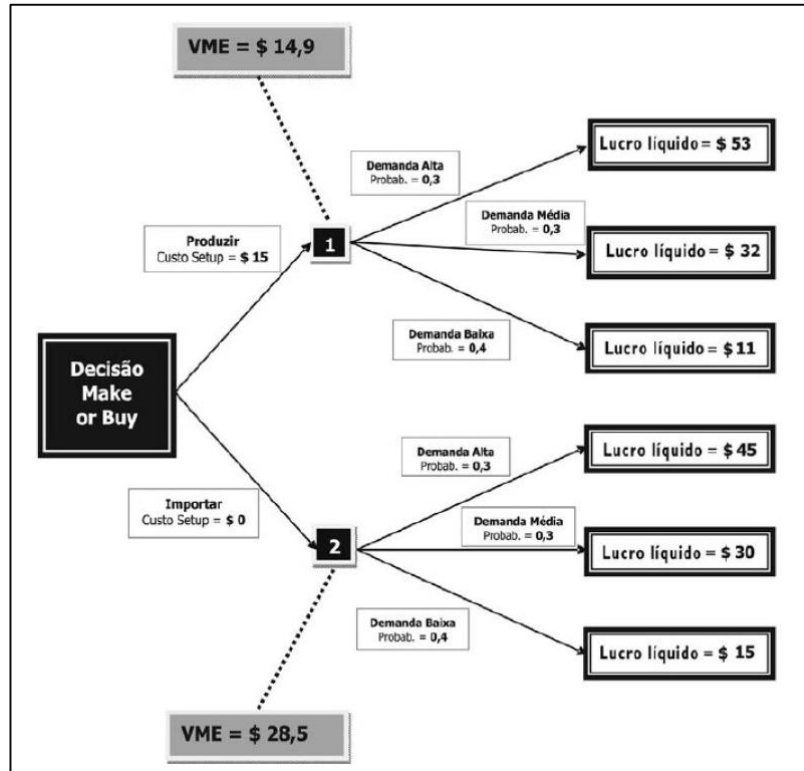 VME = $ 14,9
Demanda Alta
Probab. = 0,3
Lucro líquido = $ 53
Demanda Média
Probab. = 0,3
Produzir
Custo Setup = $ 15
1
Lucro líquido = $ 32
Demanda Baixa
Probab. = 0,4
Lucro líquido = $ 11
Decisão
Make
or Buy
Demanda Alta
Probab. = 0,3
Lucro líquido = $ 45
Importar
Custo Setup = $ 0
2
Demanda Média
Probab. = 0,3
Lucro líquido = $ 30
Demanda Baixa
Probab. = 0,4
Lucro líquido = $ 15
VME = $ 28,5